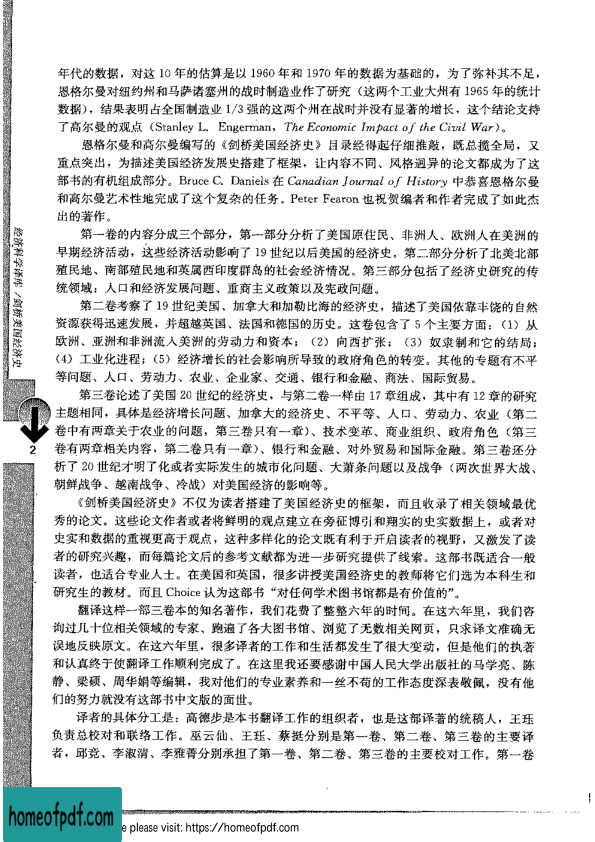 年代的数据，对这 10 年的估算是以 1960 年和 1970 年的数据为基础的，为了弥补其不足，
恩格尔曼对纽约州和马萨诸塞州的战时制造业作了研究（这两个工业大州有 1965 年的统计
数据），结果表明占全国制造业 1/3 强的这两个州在战时并没有显著的增长，这个结论支持
了高尔曼的观点（Stanley L. Engerman，The Economic Impact of the Civil War）。
恩格尔曼和高尔曼编写的《剑桥美国经济史》目录经得起仔细推敲，既总揽全局，又
重点突出，为描述美国经济发展史搭建了框架，让内容不同、风格迥异的论文都成为了这
部书的有机组成部分。Bruce C. Daniels 在 Canadian Journal of History 中恭喜恩格尔曼
和高尔曼艺术性地完成了这个复杂的任务。Peter Fearon 也祝贺编者和作者完成了如此杰
出的著作。
第一卷的内容分成三个部分，第一部分分析了美国原住民、非洲人、欧洲人在美洲的
早期经济活动，这些经济活动影响了 19 世纪以后美国的经济史。第二部分分析了北美北部
殖民地、南部殖民地和英属西印度群岛的社会经济情况。第三部分包括了经济史研究的传
统领域：人口和经济发展问题、重商主义政策以及宪政问题。
第二卷考察了 19 世纪美国、加拿大和加勒比海的经济史，描述了美国依靠丰饶的自然
资源获得迅速发展，并超越英国、法国和德国的历史。这卷包含了 5 个主要方面：（1）从
欧洲、亚洲和非洲流入美洲的劳动力和资本；（2）向西扩张；（3）奴隶制和它的结局；
（4）工业化进程；（5）经济增长的社会影响所导致的政府角色的转变。其他的专题有不平
等问题、人口、劳动力、农业、企业家、交通、银行和金融、商法、国际贸易。
第三卷论述了美国 20 世纪的经济史，与第二卷一样由 17 章组成，其中有 12 章的研究
主题相同，具体是经济增长问题、加拿大的经济史、不平等、人口、劳动力、农业（第二
卷中有两章关于农业的问题，第三卷只有一章）、技术变革、商业组织、政府角色（第三
卷有两章相关内容，第二卷只有一章）、银行和金融、对外贸易和国际金融。第三卷还分
析了 20 世纪才明了化或者实际发生的城市化问题、大萧条问题以及战争（两次世界大战、
朝鲜战争、越南战争、冷战）对美国经济的影响等。
《剑桥美国经济史》不仅为读者搭建了美国经济史的框架，而且收录了相关领域最优
秀的论文。这些论文作者或者将鲜明的观点建立在旁征博引和翔实的史实数据上，或者对
史实和数据的重视更高于观点，这种多样化的论文既有利于开启读者的视野，又激发了读
者的研究兴趣，而每篇论文后的参考文献都为进一步研究提供了线索。这部书既适合一般
读者，也适合专业人士。在美国和英国，很多讲授美国经济史的教师将它们选为本科生和
研究生的教材。而且 Choice 认为这部书“对任何学术图书馆都是有价值的”。
翻译这样一部三卷本的知名著作，我们花费了整整六年的时间。在这六年里，我们咨
询过几十位相关领域的专家、跑遍了各大图书馆、浏览了无数相关网页，只求译文准确无
误地反映原文。在这六年里，很多译者的工作和生活都发生了很大变动，但是他们的执著
和认真终于使翻译工作顺利完成了。在这里我还要感谢中国人民大学出版社的马学亮、陈
静、梁硕、周华娟等编辑，我对他们的专业素养和一丝不苟的工作态度深表敬佩，没有他
们的努力就没有这部书中文版的面世。
译者的具体分工是：高德步是本书翻译工作的组织者，也是这部译著的统稿人，王珏
负责总校对和联络工作。巫云仙、王珏、蔡挺分别是第一卷、第二卷、第三卷的主要译
者，邱竞、李淑清、李雅菁分别承担了第一卷、第二卷、第三卷的主要校对工作。第一卷
经济科学译库／剑桥美国经济史
2
homeofpdf.com
e please visit: https://homeofpdf.com